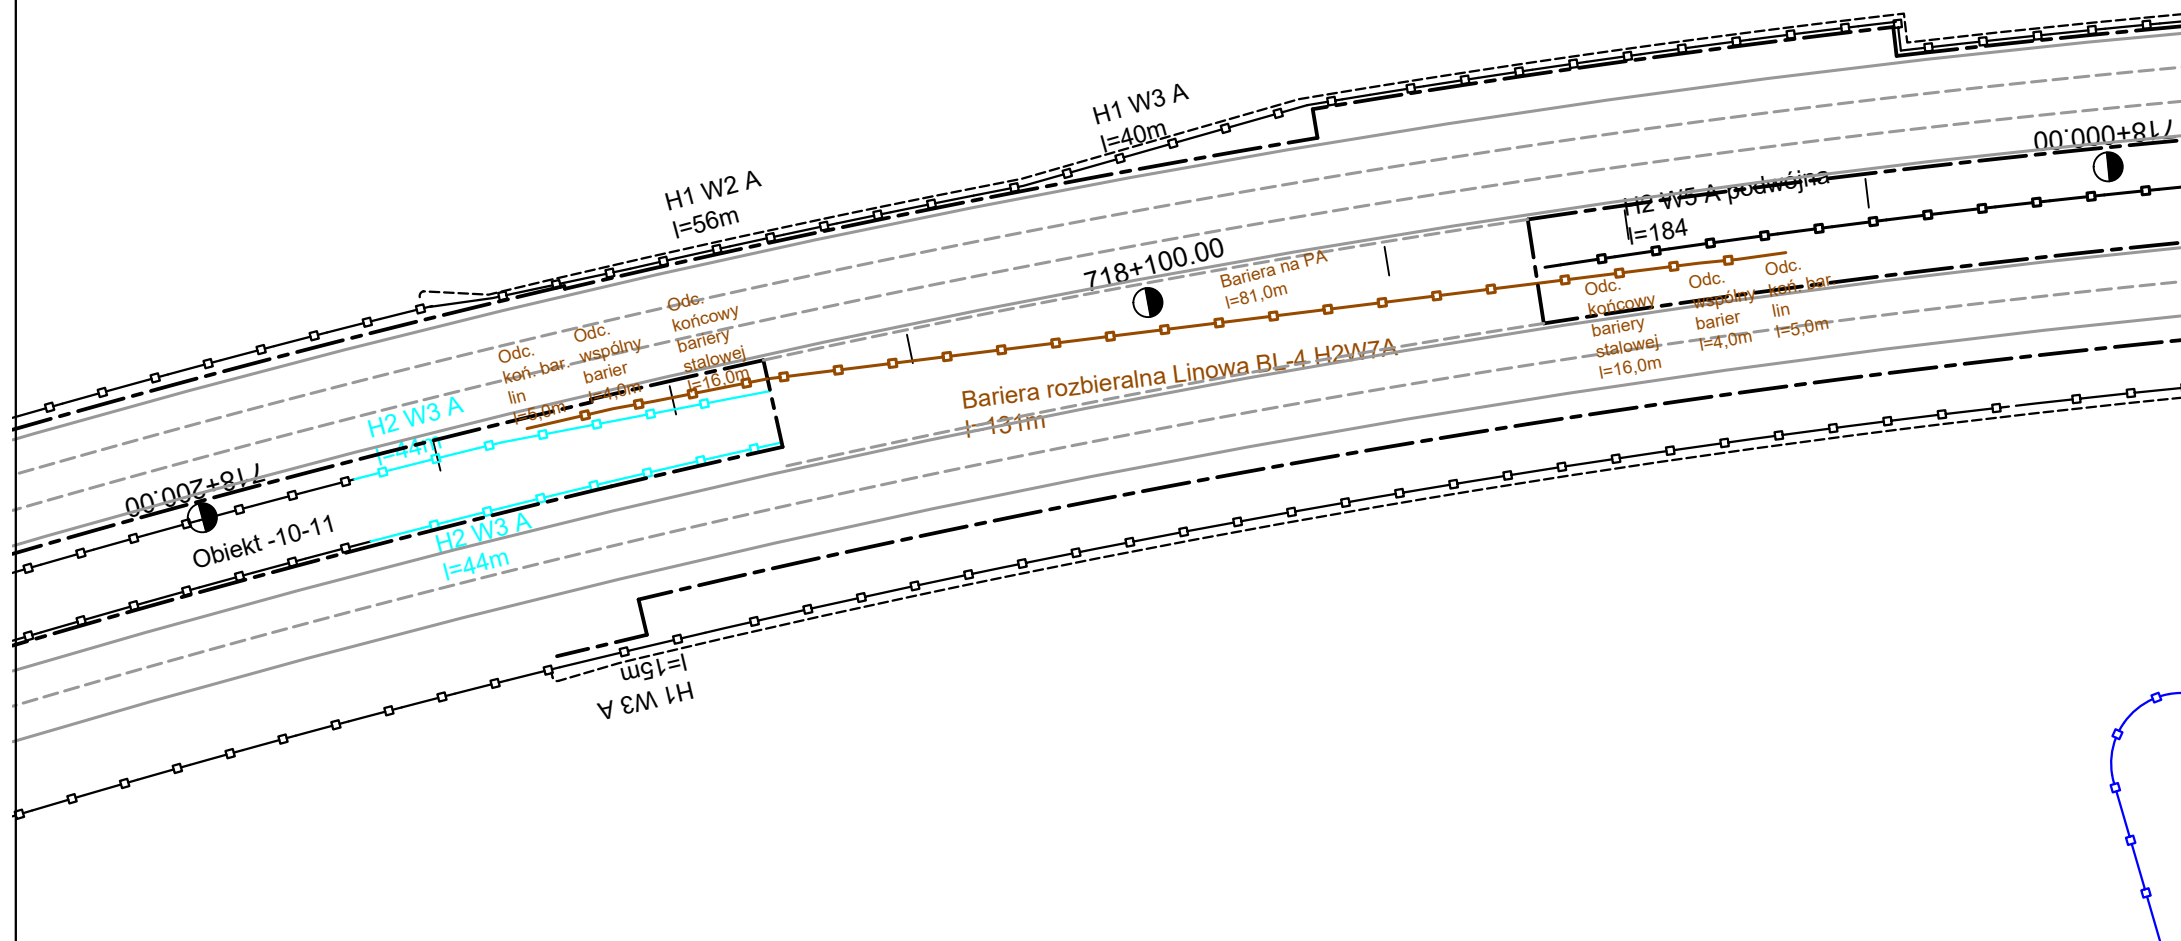 H1 W3 A
l=40m
718+000.00
H1 W2 A
l=56m
H2 W5 A podwójna
l=184
718+100.00
Bariera na PA
l=81,0m
Odc.
koń. bar.
lin
l=5,0m
Odc.
wspólny
barier
l=4,0m
Odc.
końcowy
bariery
stalowej
l=16,0m
Odc.
końcowy
bariery
stalowej
l=16,0m
Odc.
wspólny
barier
l=4,0m
Odc.
koń. bar.
lin
l=5,0m
Bariera rozbieralna Linowa BL-4 H2W7A
l=131m
H2 W3 A
l=44m
718+200.00
Obiekt -10-11
H2 W3 A
l=44m
H1 W3 A
l=15m